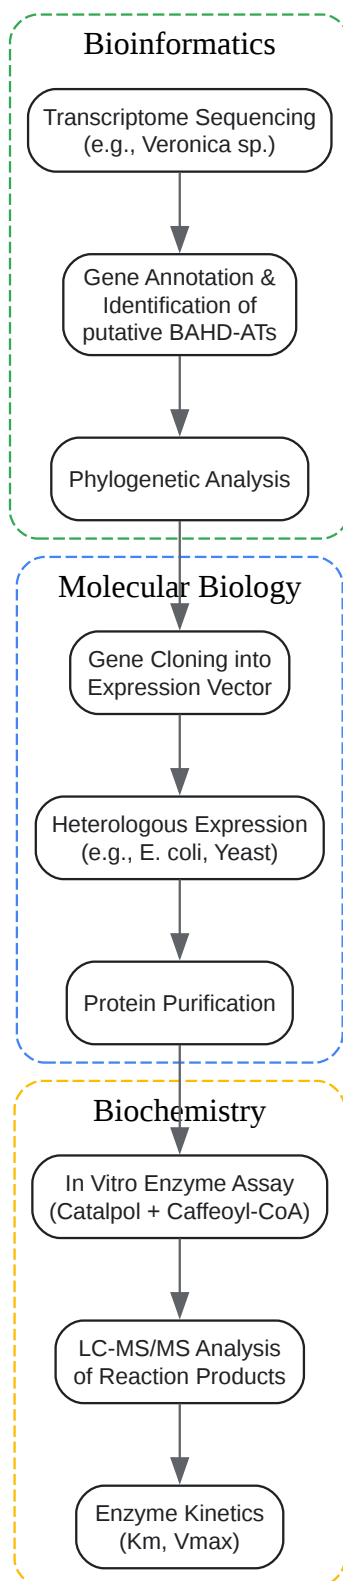 Bioinformatics
Transcriptome Sequencing
(e.g., Veronica sp.)
Gene Annotation &
Identification of
putative BAHD-ATs
Phylogenetic Analysis
Molecular Biology
Gene Cloning into
Expression Vector
Heterologous Expression
(e.g., E. coli, Yeast)
Protein Purification
Biochemistry
In Vitro Enzyme Assay
(Catalpol + Caffeoyl-CoA)
LC-MS/MS Analysis
of Reaction Products
Enzyme Kinetics
(Km, Vmax)